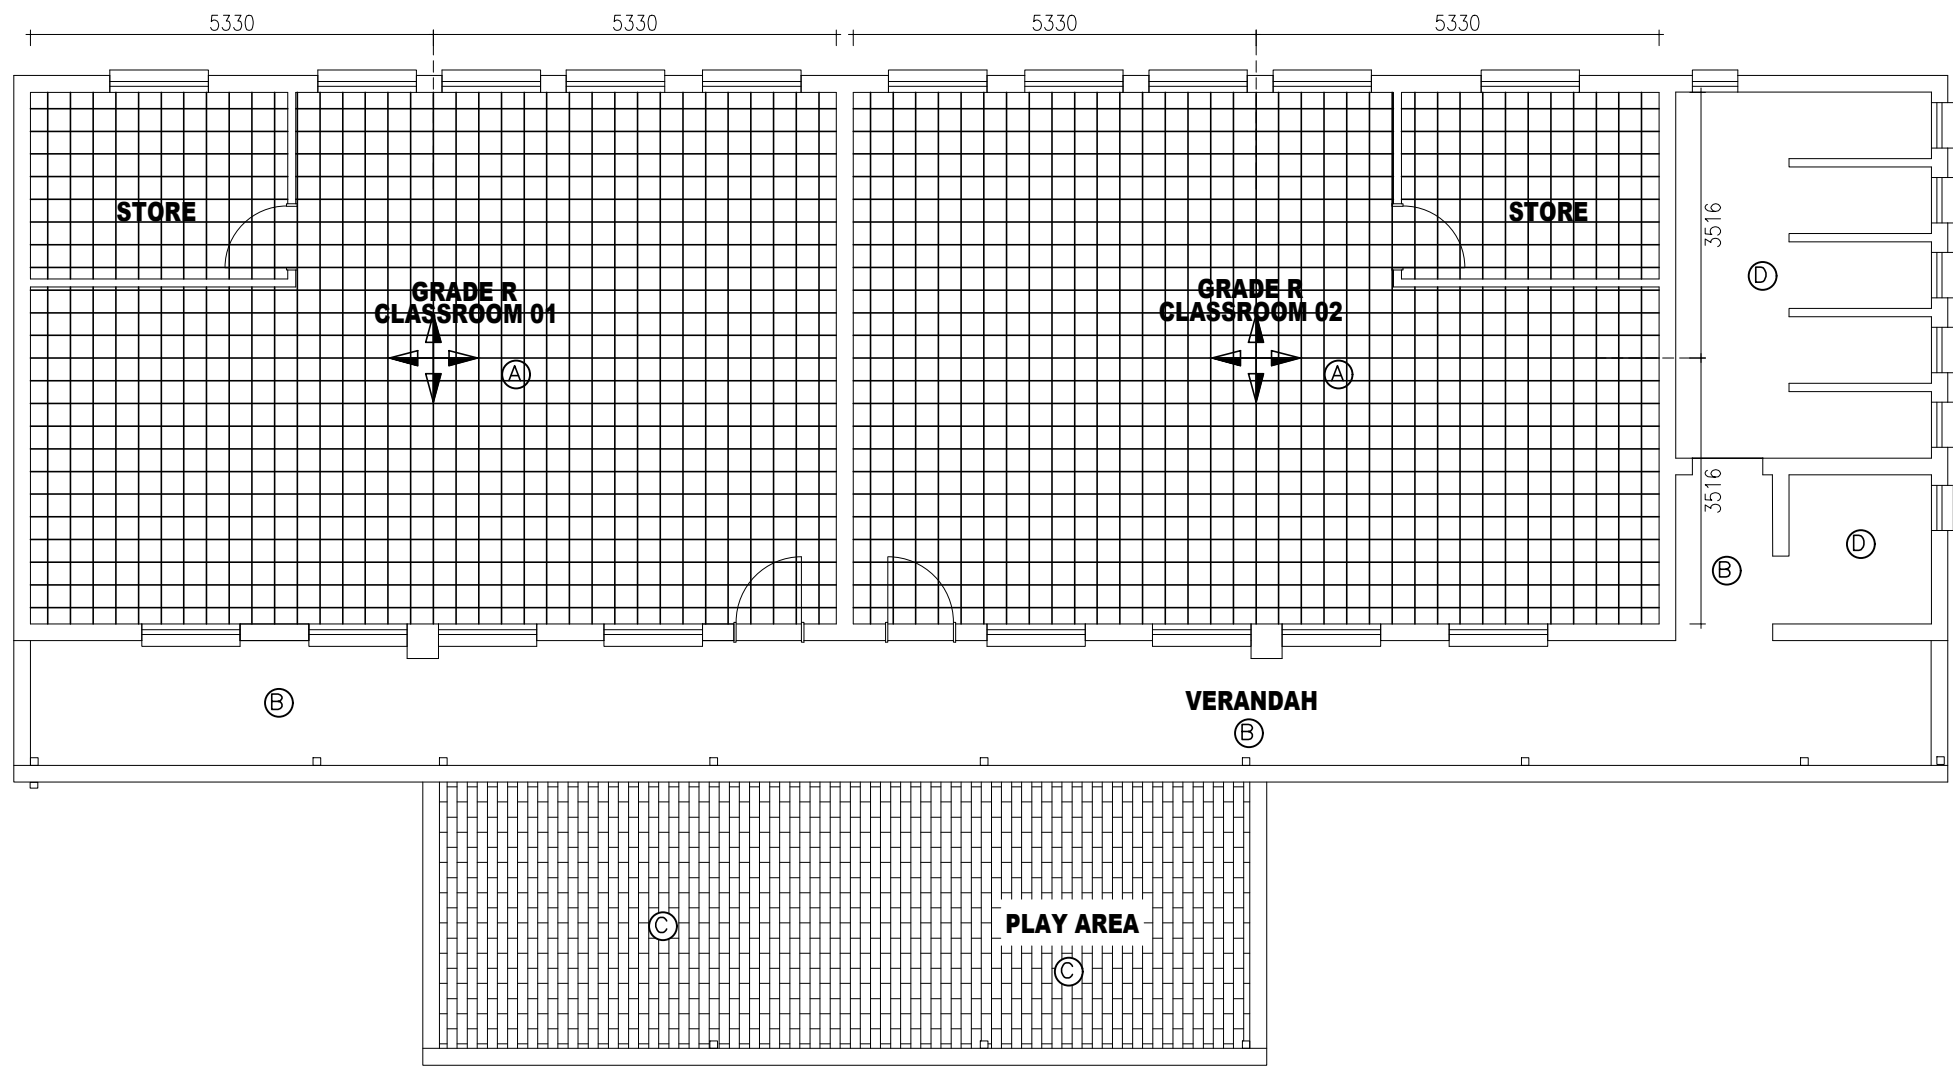 5330
5330
5330
5330
STORE
STORE
3516
GRADE R
CLASSROOM 01
GRADE R
CLASSROOM 02
D
A
A
3516
D
B
B
VERANDAH
B
C
PLAY AREA
C